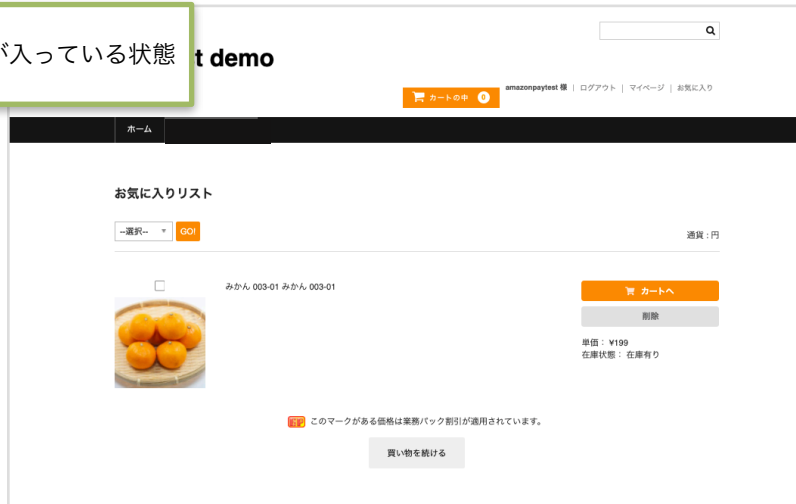 が入っている状態
t demo
カートの中 0
amazonpaytest 様 | ログアウト | マイページ | お気に入り
ホーム
お気に入りリスト
--選択-- GO!
通貨 : 円
みかん 003-01 みかん 003-01
カートへ
削除
単価： ¥199
在庫状態： 在庫有り
このマークがある価格は業務パック割引が適用されています。
買い物を続ける